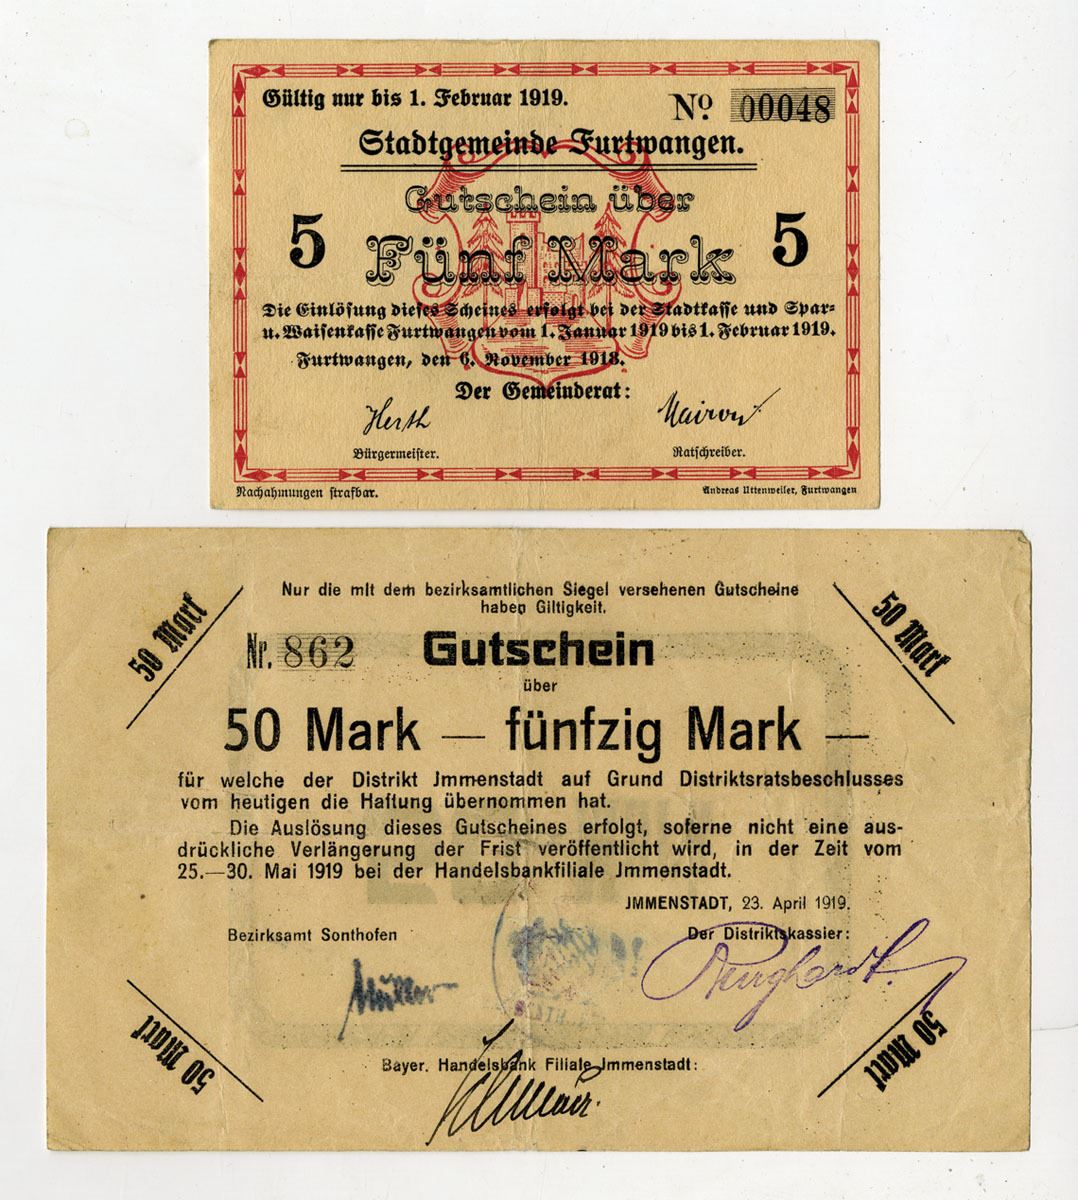 Gültig nur bis 1. Februar 1919.
No. 00048
Stadtgemeinde Furtwangen.
Gutschein über
5 Fünf Mark 5
Die Einlösung dieses Scheines erfolgt bei der Stadtkasse und Spar-
u. Waisenkasse Furtwangen vom 1. Januar 1919 bis 1. Februar 1919.
Furtwangen, den 6. November 1918.
Der Gemeinderat:
Herth
Bürgermeister.
Ratschreiber.
Nachahmungen strafbar.
Andreas Uttenweiler, Furtwangen
50 Mark
50 Mark
Nur die mit dem bezirksamtlichen Siegel versehenen Gutscheine
haben Giltigkeit.
Nr. 862
Gutschein
über
50 Mark — fünfzig Mark —
für welche der Distrikt Jmmenstadt auf Grund Distriktsratsbeschlusses
vom heutigen die Haftung übernommen hat.
Die Auslösung dieses Gutscheines erfolgt, soferne nicht eine aus-
drückliche Verlängerung der Frist veröffentlicht wird, in der Zeit vom
25.—30. Mai 1919 bei der Handelsbankfiliale Jmmenstadt.
JMMENSTADT, 23. April 1919.
Bezirksamt Sonthofen
Der Distriktskassier:
Müller
Bayer. Handelsbank Filiale Jmmenstadt:
50 Mark
50 Mark